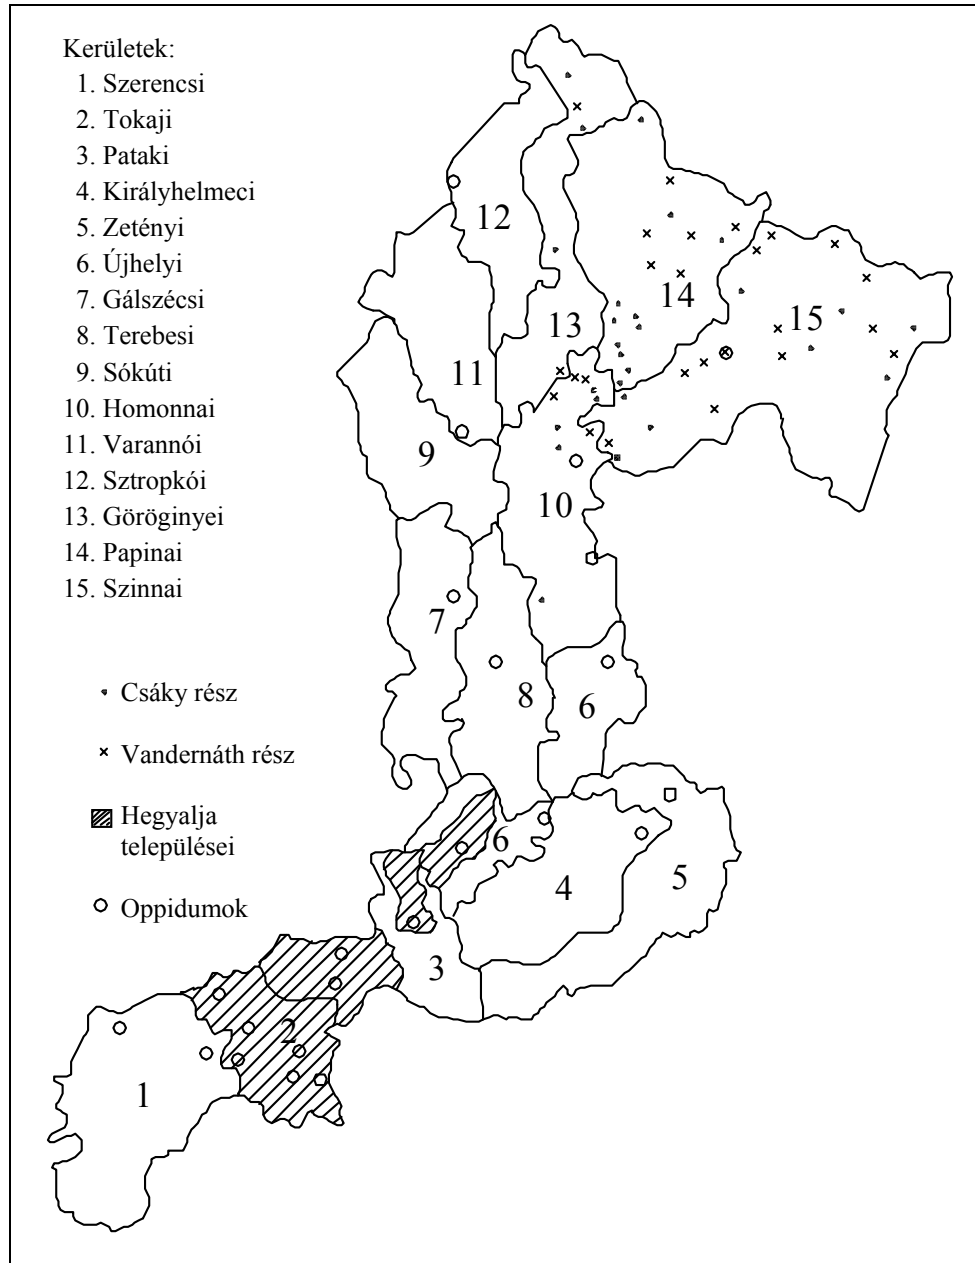 Kerületek:
1. Szerencsi
2. Tokaji
3. Pataki
4. Királyhelmeci
5. Zetényi
6. Újhelyi
7. Gálszécsi
8. Terebesi
9. Sókúti
10. Homonnai
11. Varannói
12. Sztropkói
13. Göröginyei
14. Papinai
15. Szinnai
Csáky rész
Vandernáth rész
Hegyalja
települései
Oppidumok
12
14
15
13
11
9
10
7
8
6
6
4
5
3
2
1